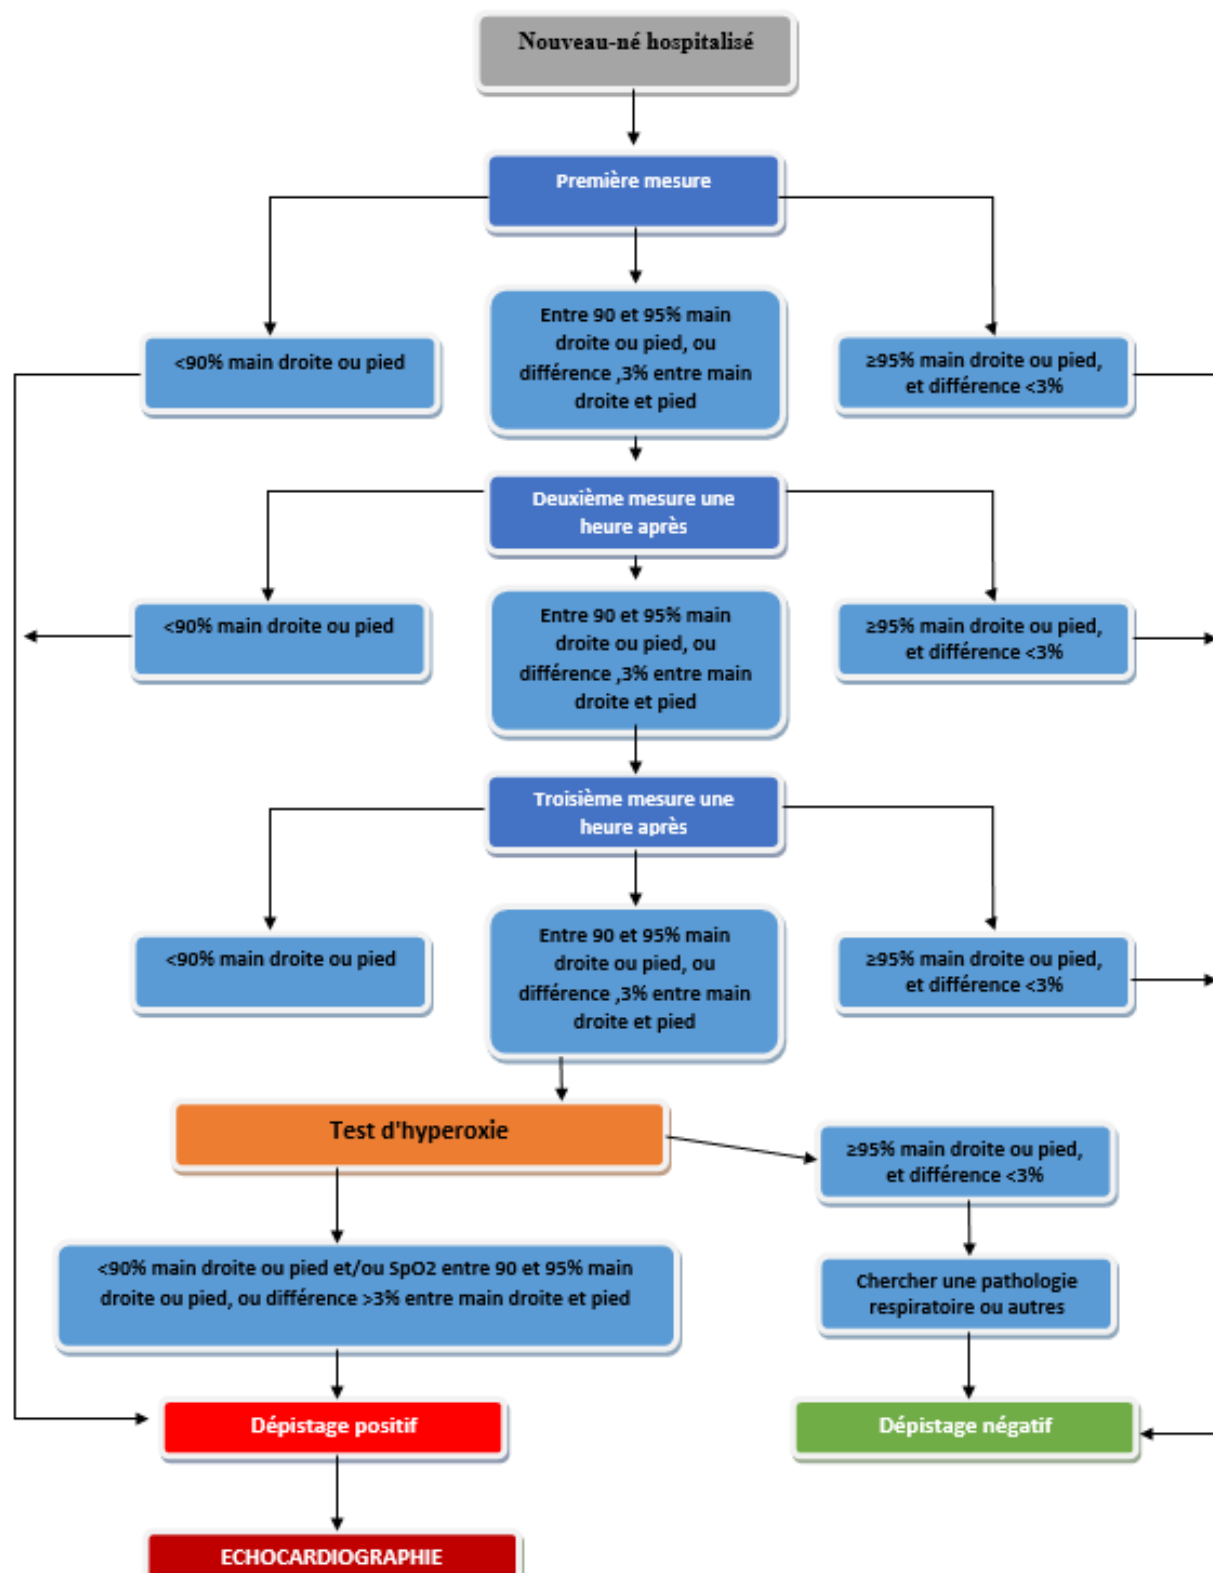 Nouveau-né hospitalisé
Première mesure
<90% main droite ou pied
Entre 90 et 95% main
droite ou pied, ou
différence ,3% entre main
droite et pied
≥95% main droite ou pied,
et différence <3%
Deuxième mesure une
heure après
<90% main droite ou pied
Entre 90 et 95% main
droite ou pied, ou
différence ,3% entre main
droite et pied
≥95% main droite ou pied,
et différence <3%
Troisième mesure une
heure après
<90% main droite ou pied
Entre 90 et 95% main
droite ou pied, ou
différence ,3% entre main
droite et pied
≥95% main droite ou pied,
et différence <3%
Test d'hyperoxie
≥95% main droite ou pied,
et différence <3%
<90% main droite ou pied et/ou SpO2 entre 90 et 95% main
droite ou pied, ou différence >3% entre main droite et pied
Chercher une pathologie
respiratoire ou autres
Dépistage positif
Dépistage négatif
ECHOCARDIOGRAPHIE